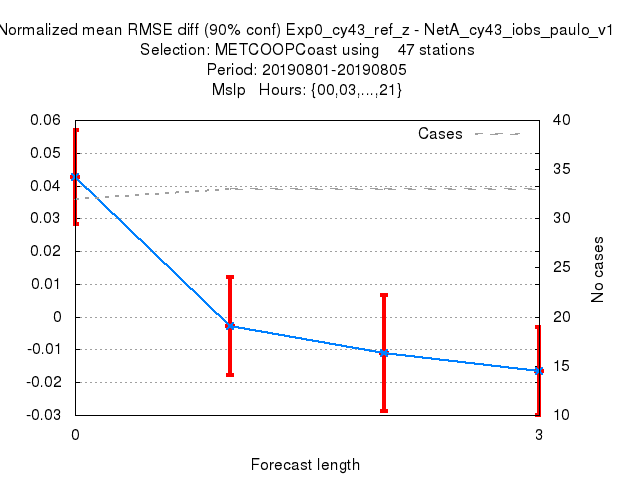 Normalized mean RMSE diff (90% conf) Exp0_cy43_ref_z - NetA_cy43_iobs_paulo_v1
Selection: METCOOPCoast using 47 stations
Period: 20190801-20190805
Mslp Hours: {00,03,...,21}
Cases
0.06
0.05
0.04
0.03
0.02
0.01
0
-0.01
-0.02
-0.03
40
35
30
25
20
15
10
No cases
0 3
Forecast length